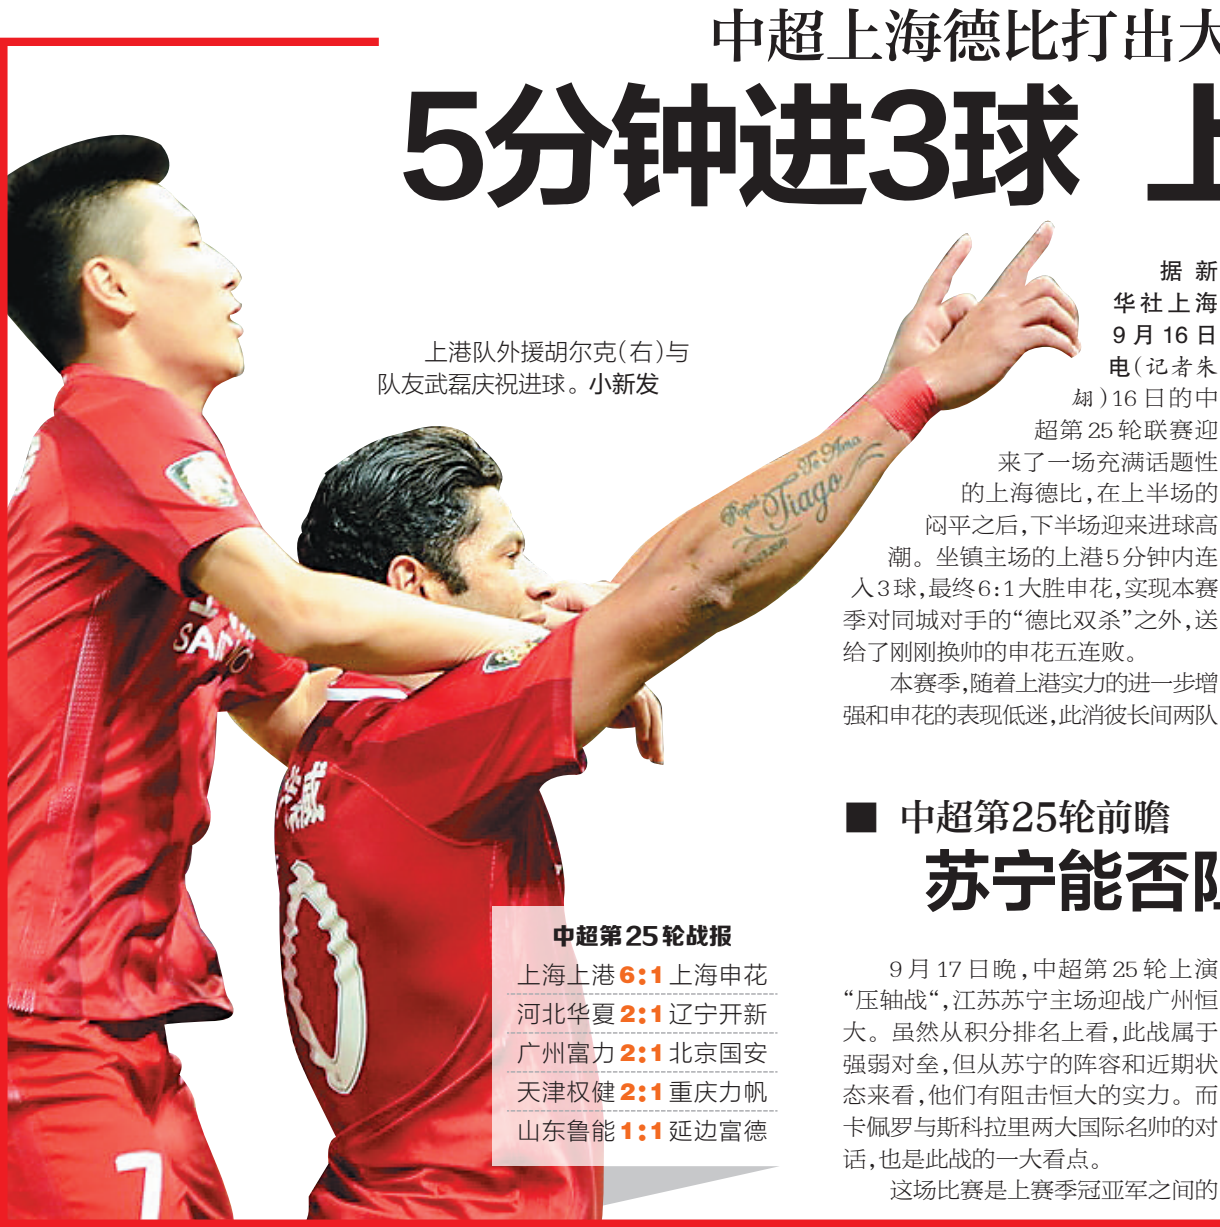 中超上海德比打出大
5分钟进3球 上
上港队外援胡尔克(右)与
队友武磊庆祝进球。小新发
据新
华社上海
9月16日
电(记者朱
翃)16日的中
超第25轮联赛迎
来了一场充满话题性
的上海德比,在上半场的
闷平之后,下半场迎来进球高
潮。坐镇主场的上港5分钟内连
入3球,最终6:1大胜申花,实现本赛
季对同城对手的“德比双杀”之外,送
给了刚刚换帅的申花五连败。
本赛季,随着上港实力的进一步增
强和申花的表现低迷,此消彼长间两队
■ 中超第25轮前瞻
苏宁能否阻
9月17日晚,中超第25轮上演
“压轴战“,江苏苏宁主场迎战广州恒
大。虽然从积分排名上看,此战属于
强弱对垒,但从苏宁的阵容和近期状
态来看,他们有阻击恒大的实力。而
卡佩罗与斯科拉里两大国际名帅的对
话,也是此战的一大看点。
这场比赛是上赛季冠亚军之间的
中超第25轮战报
上海上港 6:1 上海申花
河北华夏 2:1 辽宁开新
广州富力 2:1 北京国安
天津权健 2:1 重庆力帆
山东鲁能 1:1 延边富德
Te Amo
Tiago
威
7